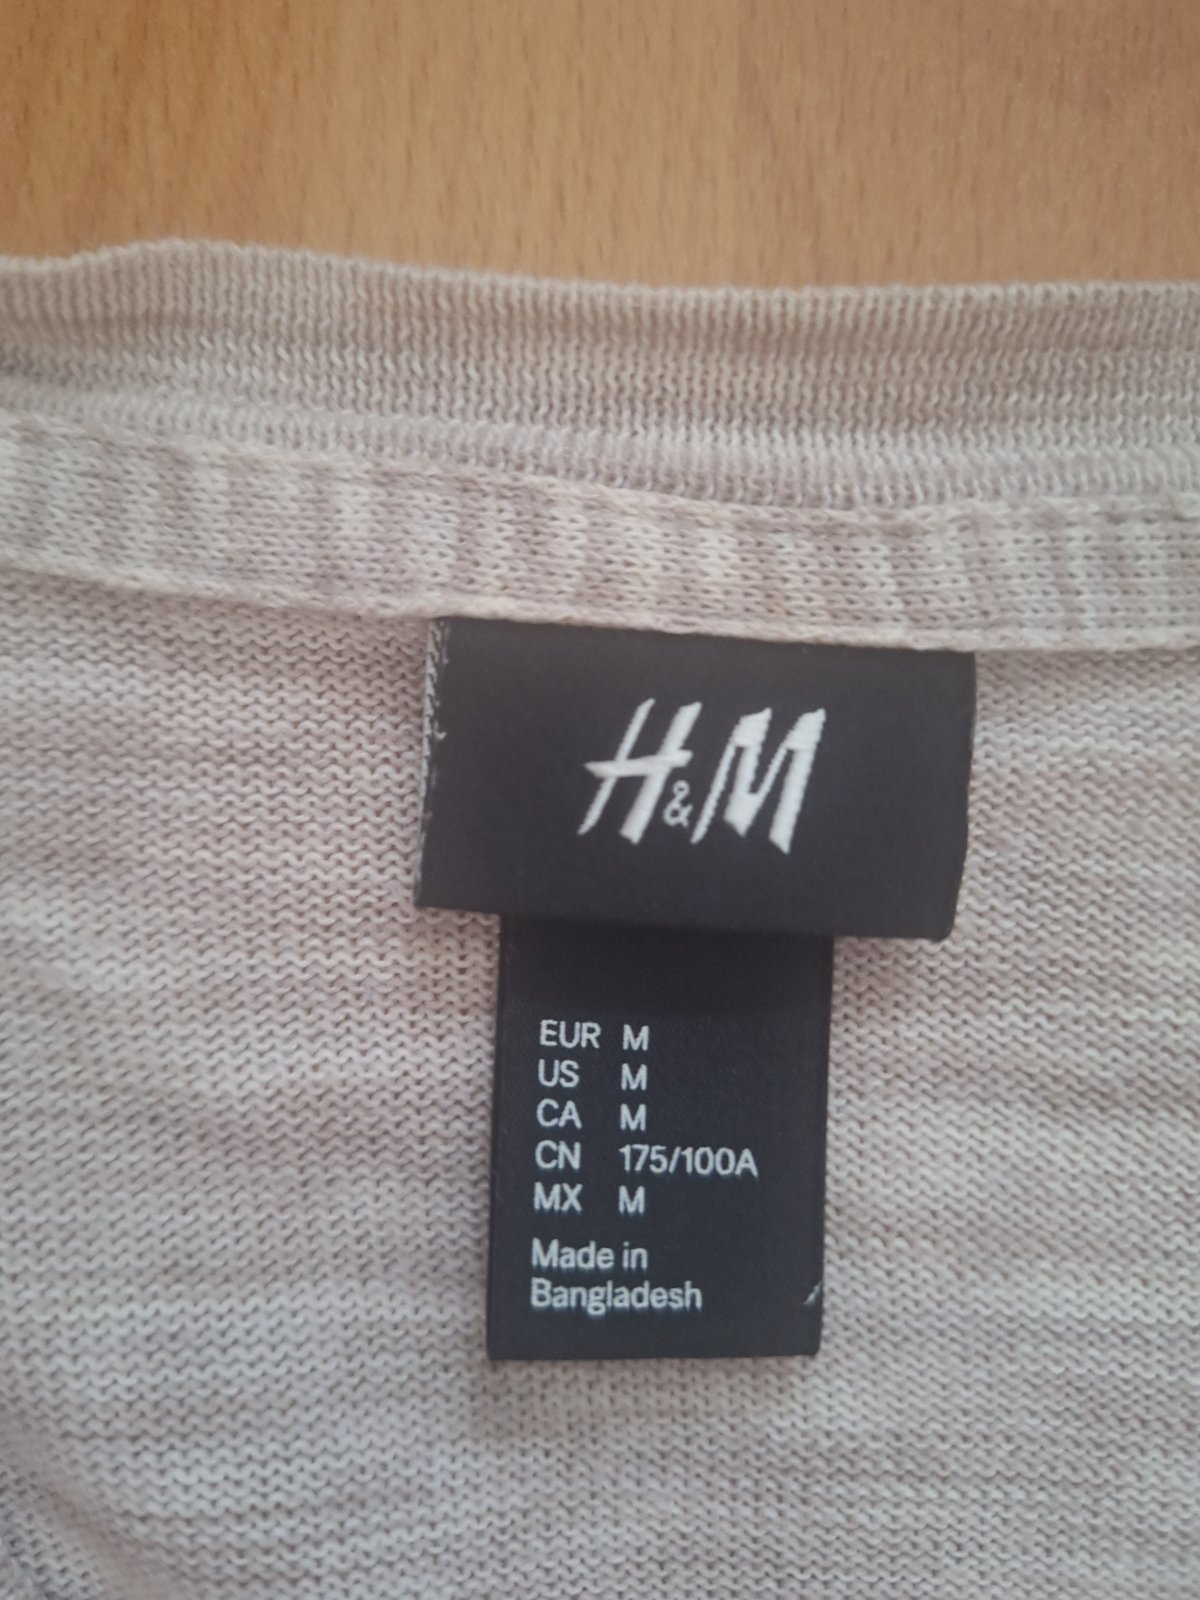 H&M
EUR M
US M
CA M
CN 175/100A
MX M
Made in
Bangladesh